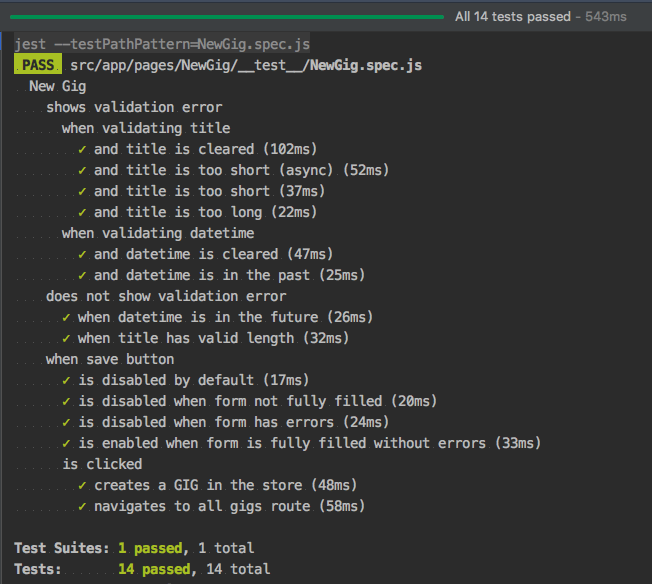 All 14 tests passed - 543ms
jest --testPathPattern=NewGig.spec.js
PASS src/app/pages/NewGig/__test__/NewGig.spec.js
New Gig
shows validation error
when validating title
✓ and title is cleared (102ms)
✓ and title is too short (async) (52ms)
✓ and title is too short (37ms)
✓ and title is too long (22ms)
when validating datetime
✓ and datetime is cleared (47ms)
✓ and datetime is in the past (25ms)
does not show validation error
✓ when datetime is in the future (26ms)
✓ when title has valid length (32ms)
when save button
✓ is disabled by default (17ms)
✓ is disabled when form not fully filled (20ms)
✓ is disabled when form has errors (24ms)
✓ is enabled when form is fully filled without errors (33ms)
is clicked
✓ creates a GIG in the store (48ms)
✓ navigates to all gigs route (58ms)
Test Suites: 1 passed, 1 total
Tests: 14 passed, 14 total